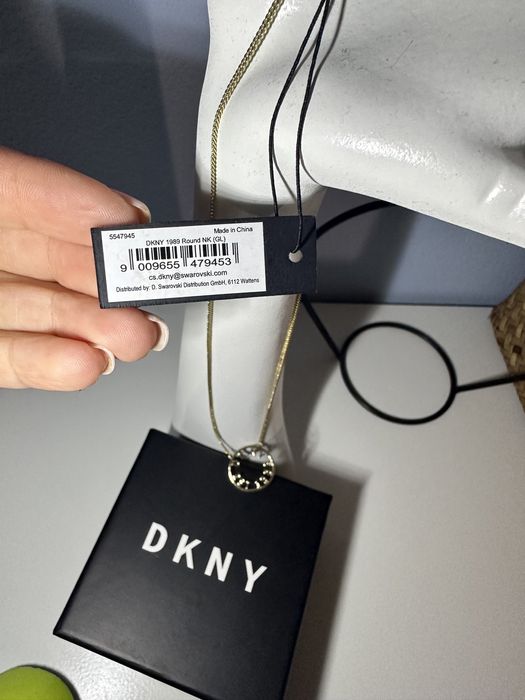 5547945 Made in China
DKNY 1989 Round NK (GL)
9 009655 479453
cs.dkny@swarovski.com
Distributed by: D. Swarovski Distribution GmbH, 6112 Wattens
DKNY